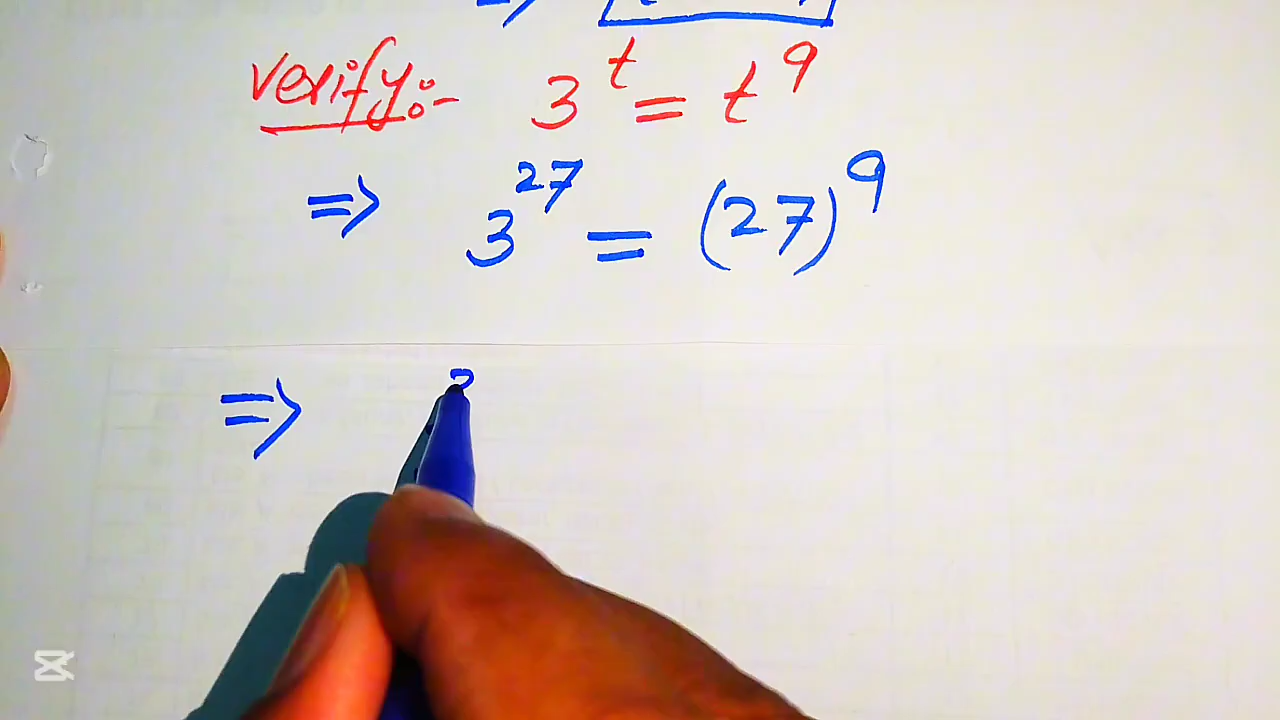 =>
Verify:- 3^t = t^9
=> 3^27 = (27)^9
=>